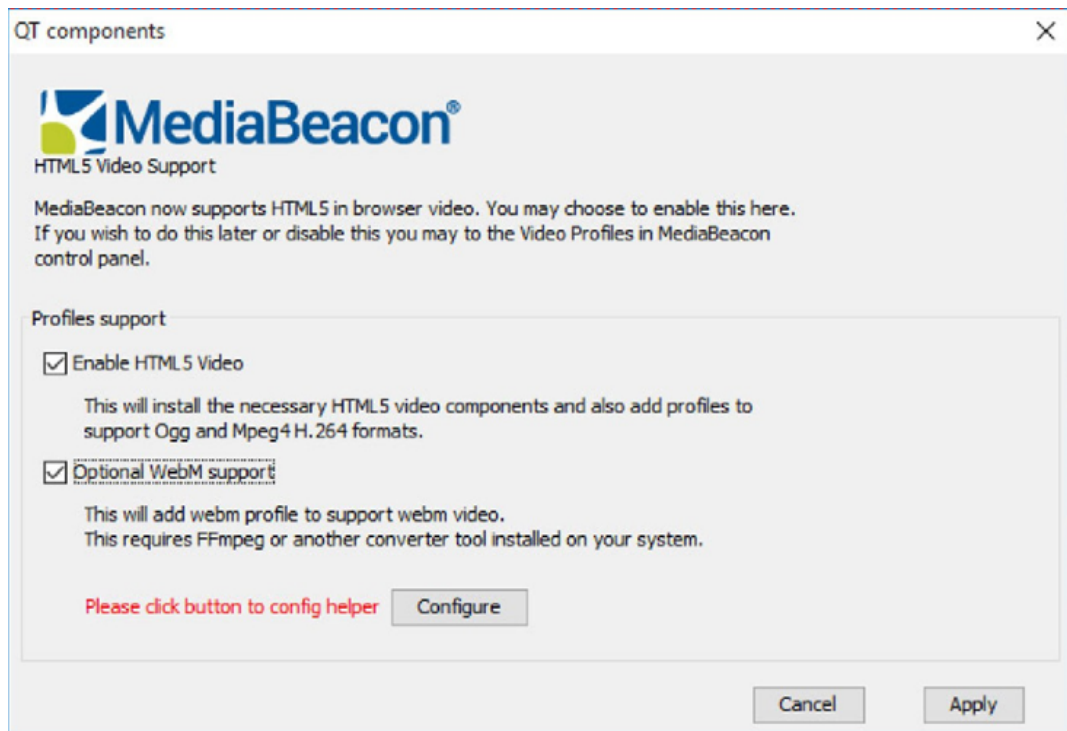 QT components
MediaBeacon®
HTML5 Video Support
MediaBeacon now supports HTML5 in browser video. You may choose to enable this here.
If you wish to do this later or disable this you may to the Video Profiles in MediaBeacon
control panel.
Profiles support
Enable HTML5 Video
This will install the necessary HTML5 video components and also add profiles to
support Ogg and Mpeg4 H.264 formats.
Optional WebM support
This will add webm profile to support webm video.
This requires FFmpeg or another converter tool installed on your system.
Please click button to config helper Configure
Cancel Apply